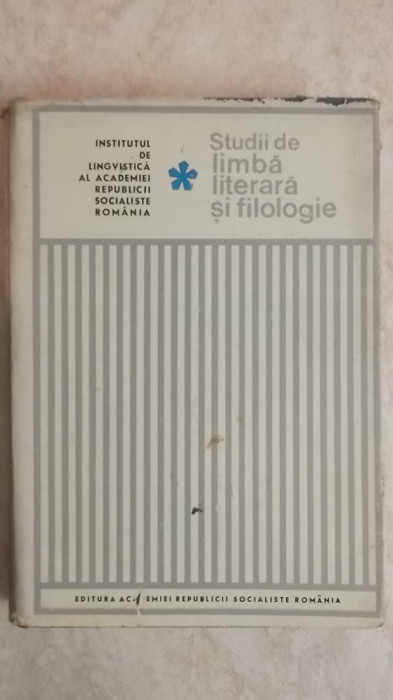 INSTITUTUL
DE
LINGVISTICĂ
AL ACADEMIEI
REPUBLICII
SOCIALISTE
ROMÂNIA
Studii de
limbă
literară
și filologie
EDITURA ACADEMIEI REPUBLICII SOCIALISTE ROMÂNIA